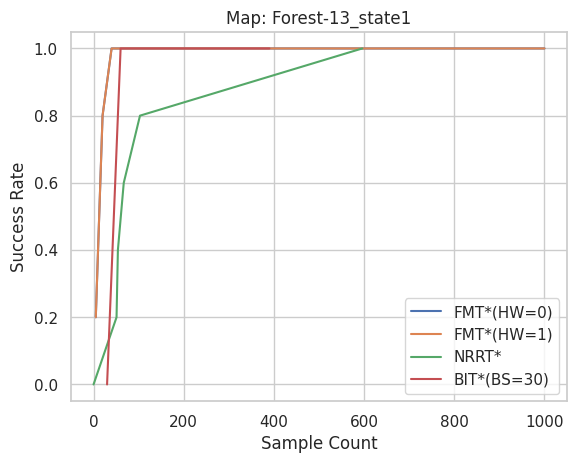 Map: Forest-13_state1
Success Rate
1.0
0.8
0.6
0.4
0.2
0.0
0 200 400 600 800 1000
Sample Count
FMT*(HW=0)
FMT*(HW=1)
NRRT*
BIT*(BS=30)